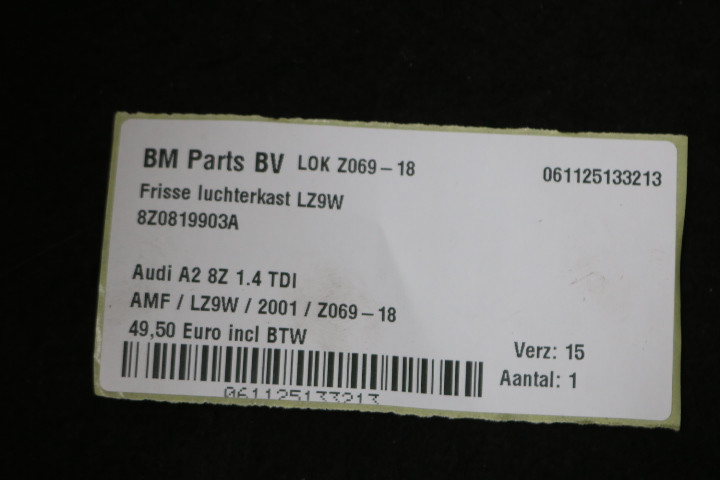 BM Parts BV LOK Z069-18 061125133213
Frisse luchterkast LZ9W
8Z0819903A
Audi A2 8Z 1.4 TDI
AMF / LZ9W / 2001 / Z069-18
49,50 Euro incl BTW
Verz: 15
Aantal: 1
061125133213